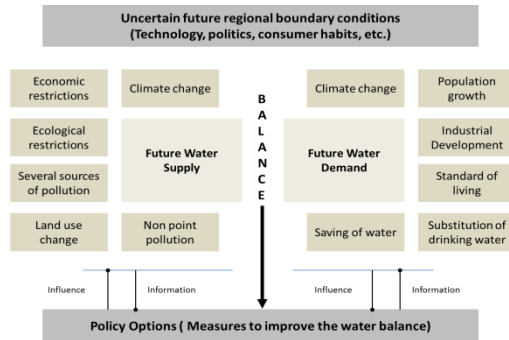 Uncertain future regional boundary conditions
(Technology, politics, consumer habits, etc.)
Economic
restrictions
Climate change
Ecological
restrictions
Several sources
of pollution
Future Water
Supply
Land use
change
Non point
pollution
B
A
L
A
N
C
E
Climate change
Population
growth
Future Water
Demand
Industrial
Development
Standard of
living
Saving of water
Substitution of
drinking water
Influence
Information
Influence
Information
Policy Options ( Measures to improve the water balance)